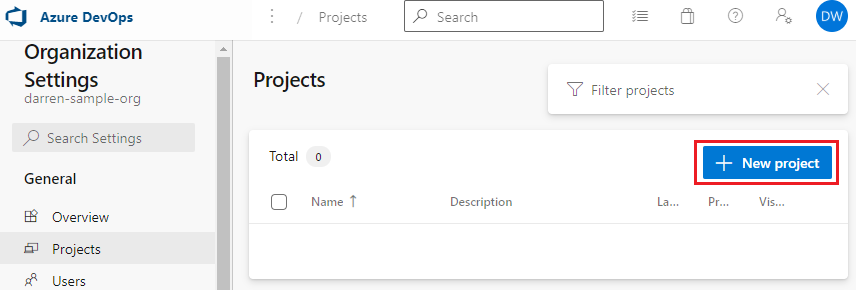 Azure DevOps
/ Projects
Search
DW
Organization
Settings
darren-sample-org
Search Settings
General
Overview
Projects
Users
Projects
Filter projects
Total 0
New project
Name ↑ Description La... Pr... Vis...